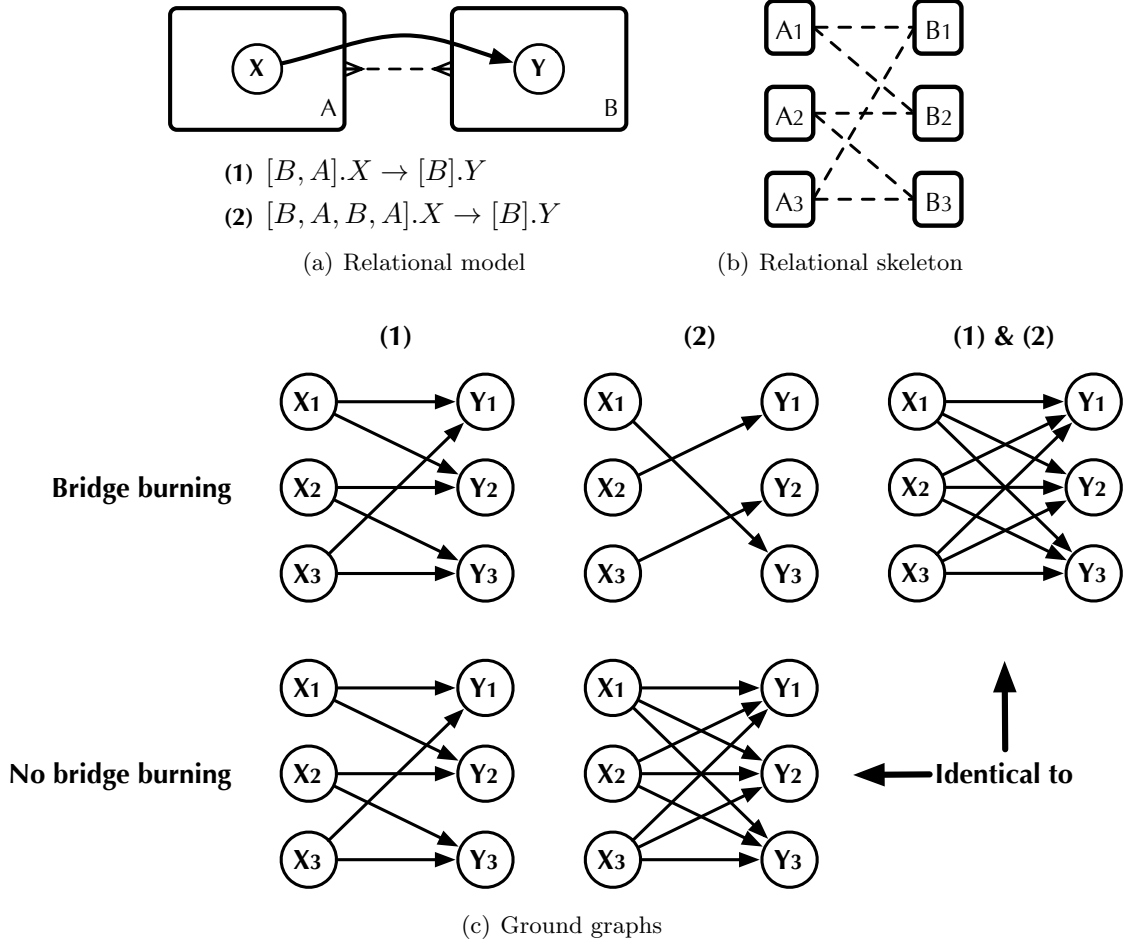 X Y
A B
(1) [B, A].X → [B].Y
(2) [B, A, B, A].X → [B].Y
(a) Relational model
A1 B1
A2 B2
A3 B3
(b) Relational skeleton
(1) (2) (1) & (2)
X1 Y1 X1 Y1 X1 Y1
Bridge burning X2 Y2 X2 Y2 X2 Y2
X3 Y3 X3 Y3 X3 Y3
X1 Y1 X1 Y1
No bridge burning X2 Y2 X2 Y2 Identical to
X3 Y3 X3 Y3
(c) Ground graphs